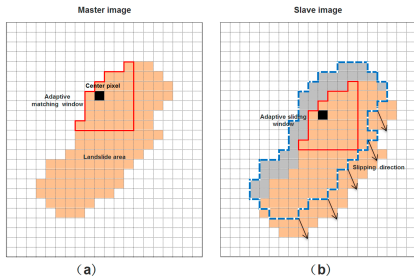 Master image
Slave image
Center pixel
Adaptive
matching window
Landslide area
Adaptive sliding
window
Slipping direction
(a)
(b)